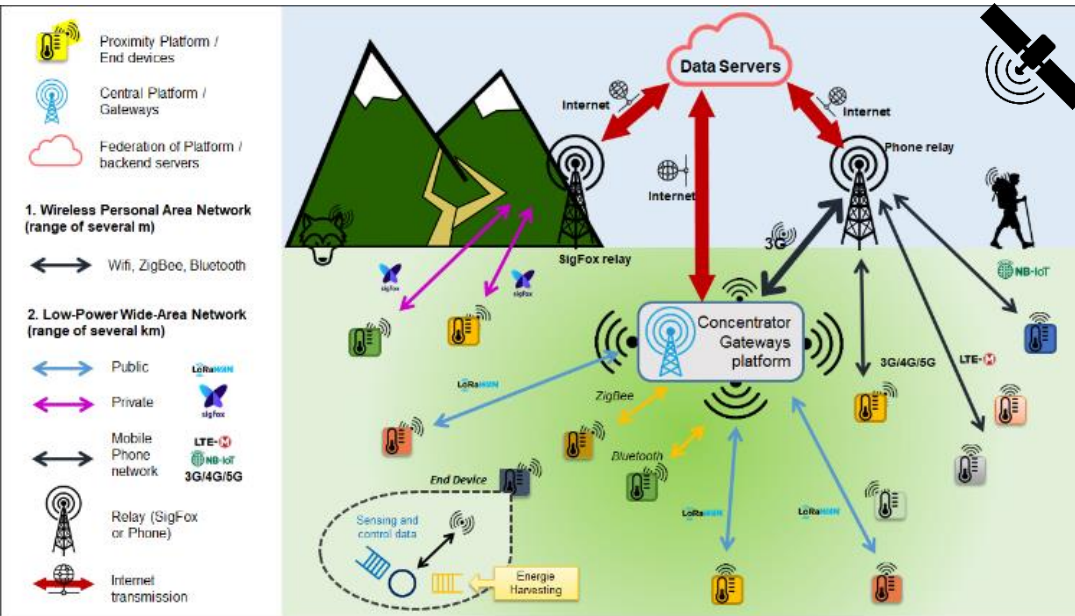 Proximity Platform /
End devices
Central Platform /
Gateways
Federation of Platform /
backend servers
1. Wireless Personal Area Network
(range of several m)
Wifi, ZigBee, Bluetooth
2. Low-Power Wide-Area Network
(range of several km)
Public
LoRaWAN
Private
sigfox
Mobile
Phone
network
LTE-M
NB-IoT
3G/4G/5G
Relay (SigFox
or Phone)
Internet
transmission
Data Servers
Internet
Internet
Internet
Phone relay
SigFox relay
3G
sigfox
sigfox
NB-IoT
Concentrator
Gateways
platform
3G/4G/5G
LTE-M
LoRaWAN
ZigBee
Bluetooth
End Device
LoRaWAN
LoRaWAN
Sensing and
control data
Energie
Harvesting